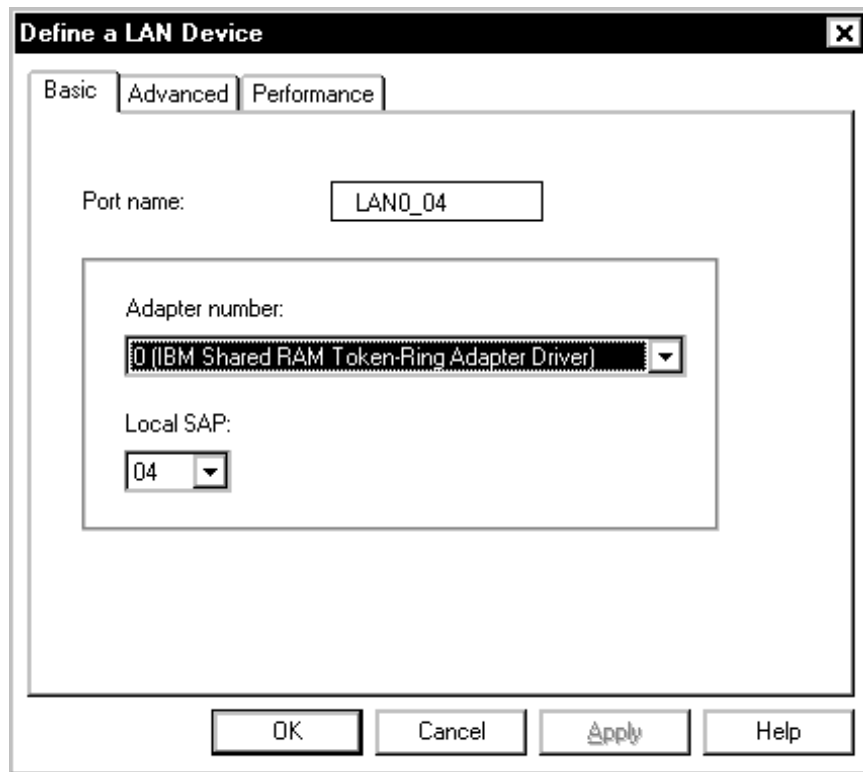 Define a LAN Device
Basic Advanced Performance
Port name: LAN0_04
Adapter number:
0 (IBM Shared RAM Token-Ring Adapter Driver)
Local SAP:
04
OK Cancel Apply Help